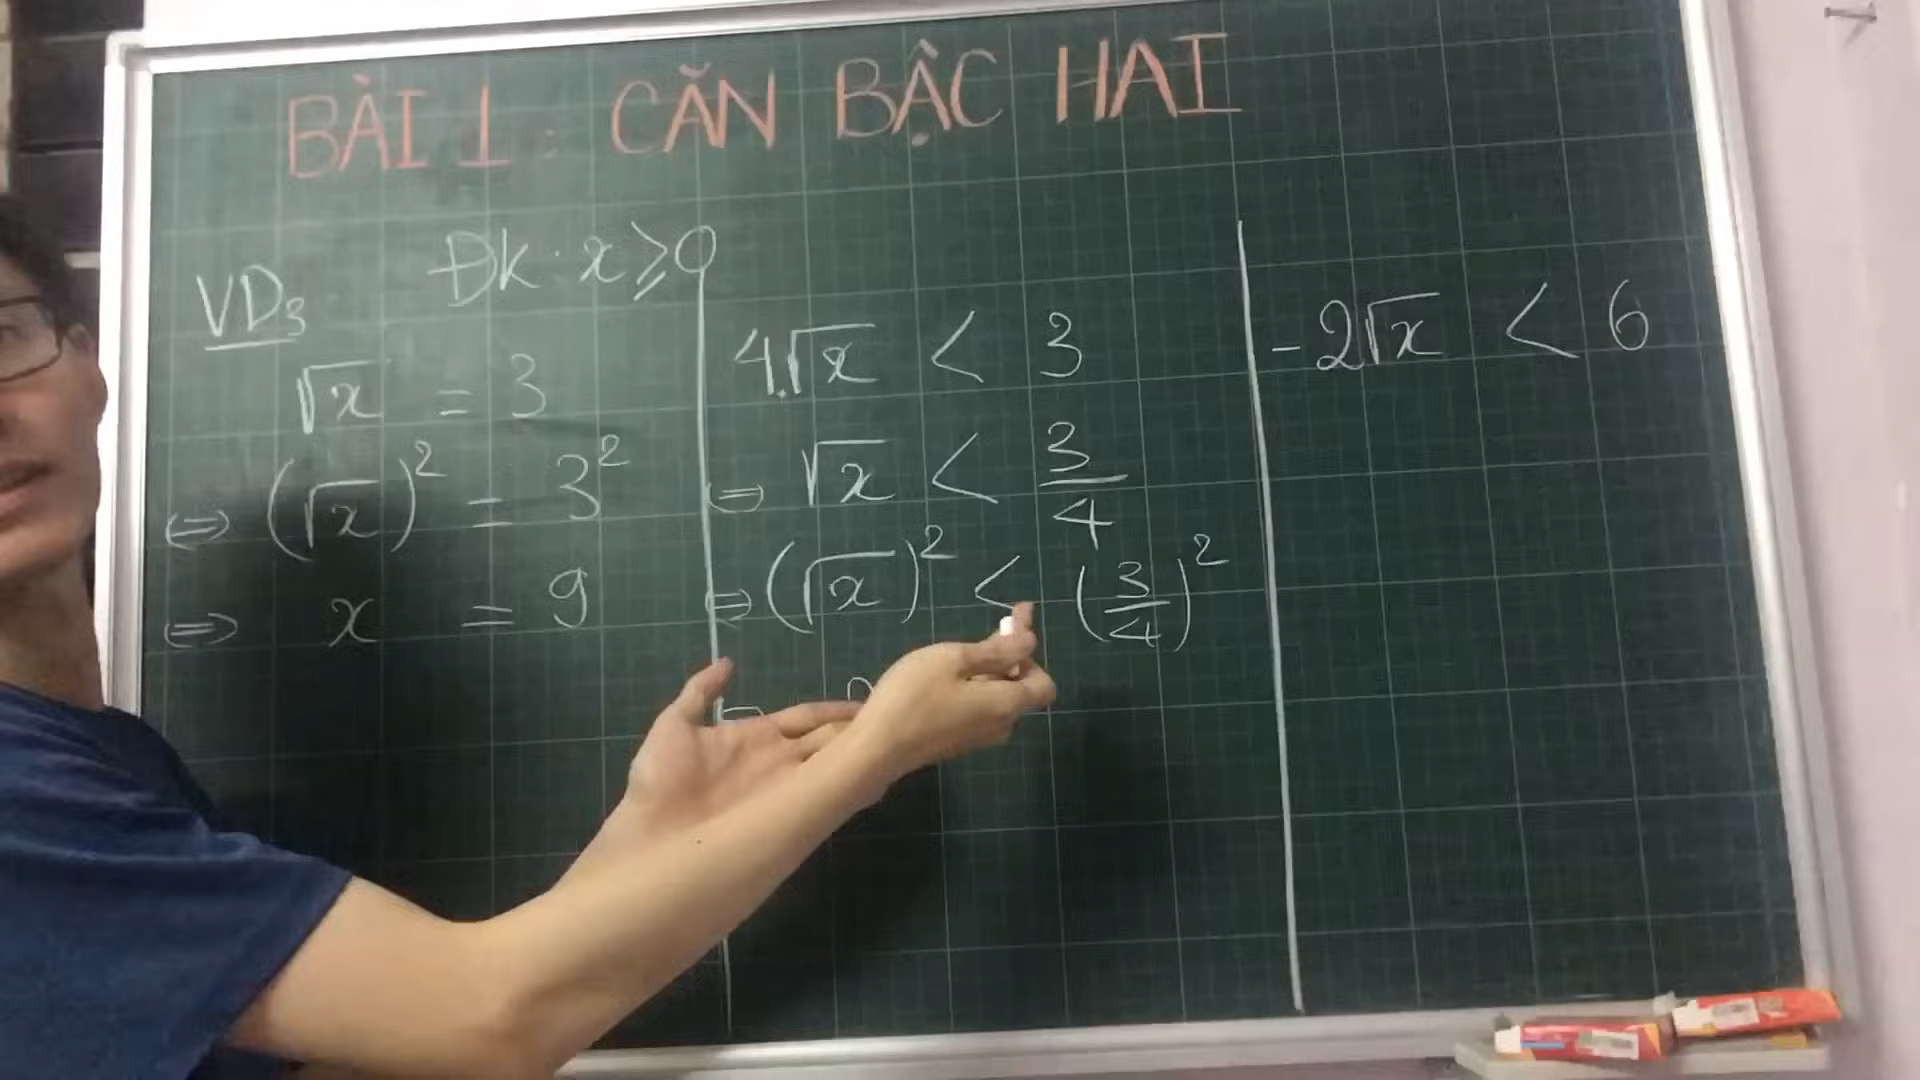 BÀI 1: CĂN BẬC HAI
VD3
ĐK: x ≥ 0
√x = 3
⇔ (√x)² = 3²
⇔ x = 9
4.√x < 3
⇔ √x < 3/4
⇔ (√x)² < (3/4)²
-2√x < 6